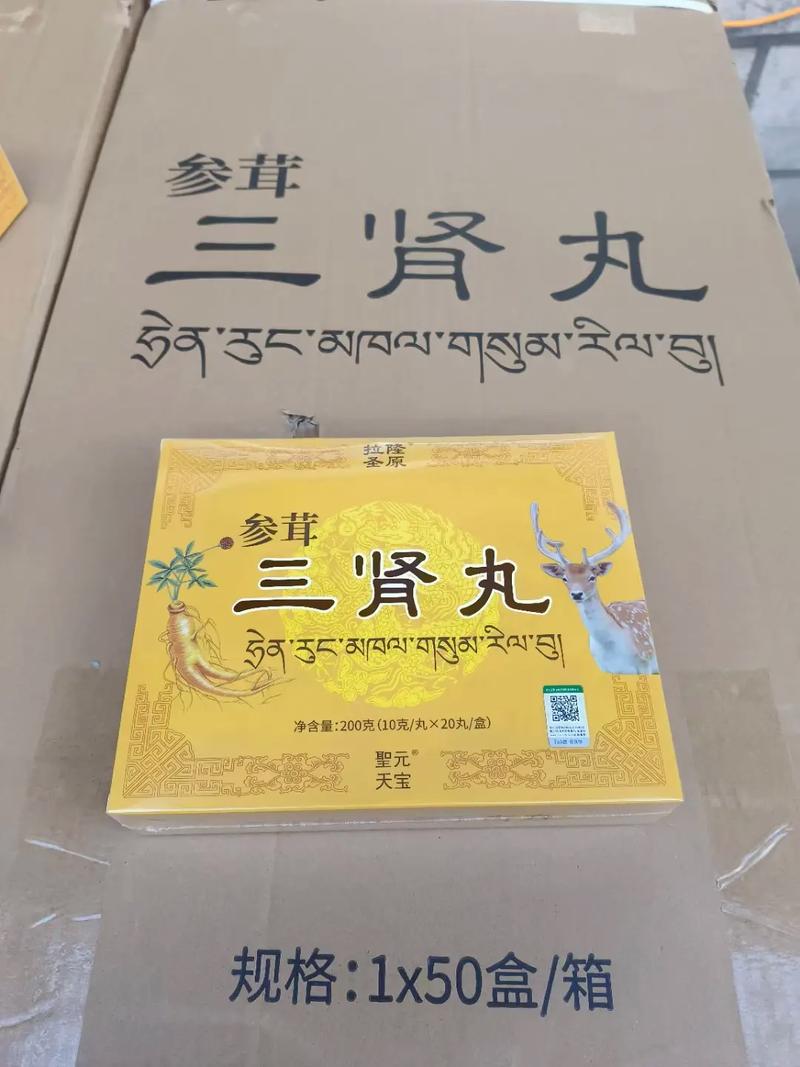 参茸
三肾丸
ཧྲེན་རུང་མཁལ་གསུམ་རིལ་བུ།
拉隆
圣原
参茸
三肾丸
ཧྲེན་རུང་མཁལ་གསུམ་རིལ་བུ།
净含量:200克(10克/丸×20丸/盒)
聖元®
天宝
规格:1x50盒/箱